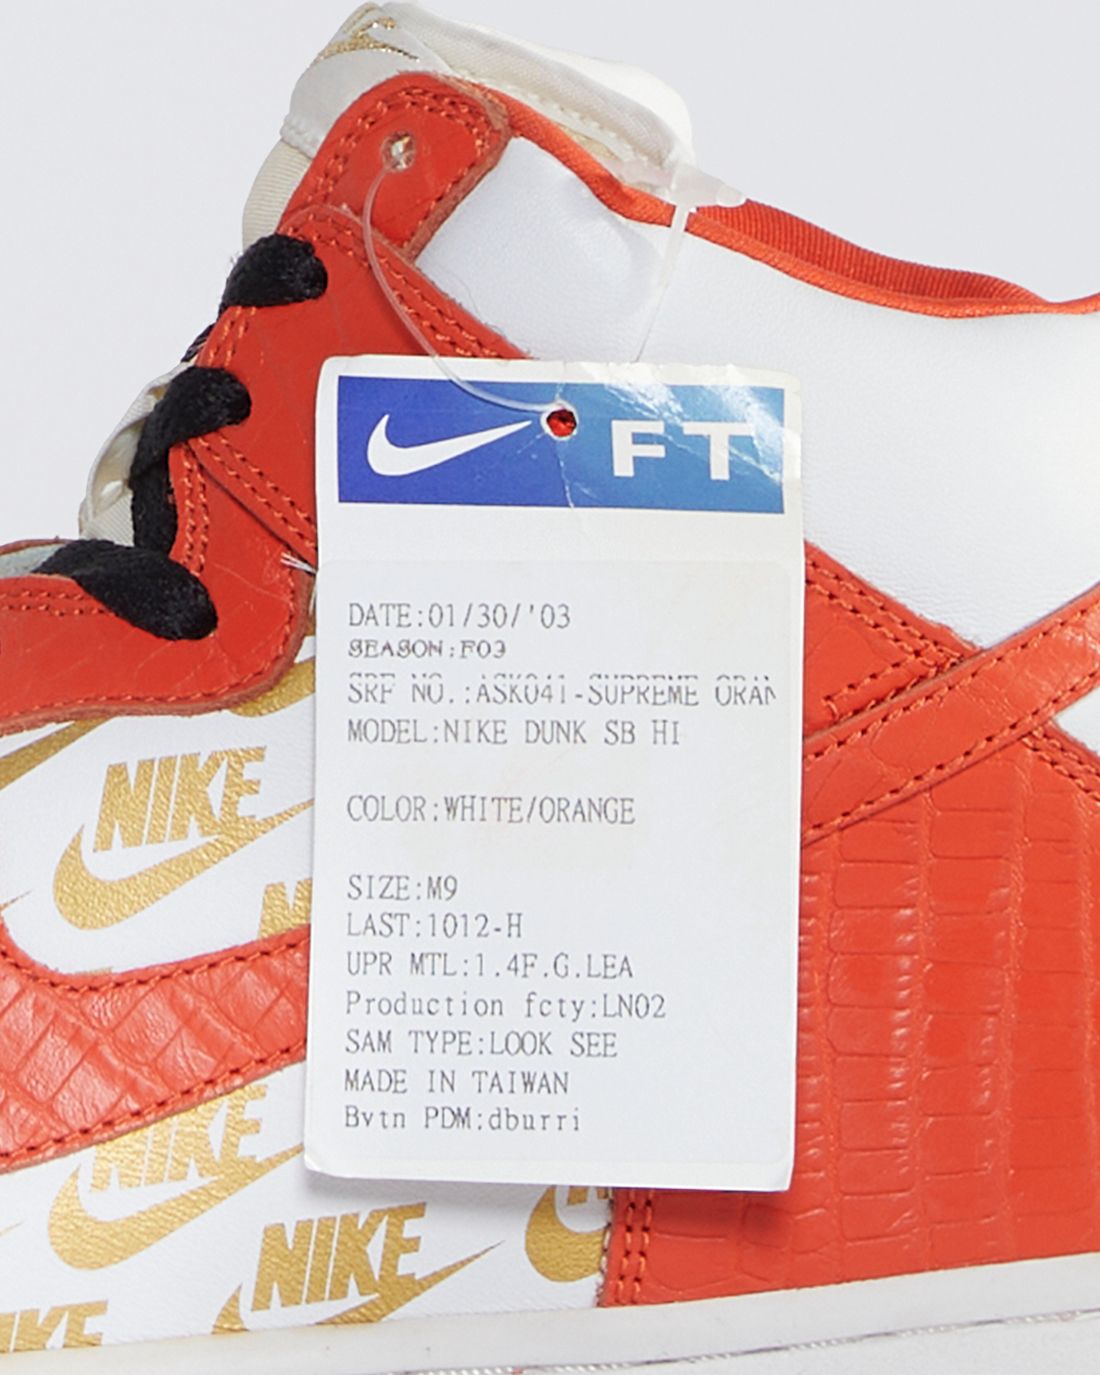 FT
DATE:01/30/'03
SEASON:F03
SRF NO.:ASK041-SUPREME ORAN
MODEL:NIKE DUNK SB HI
COLOR:WHITE/ORANGE
SIZE:M9
LAST:1012-H
UPR MTL:1.4F.G.LEA
Production fcty:LN02
SAM TYPE:LOOK SEE
MADE IN TAIWAN
Bvtn PDM:dburri
NIKE
NIKE
NIKE